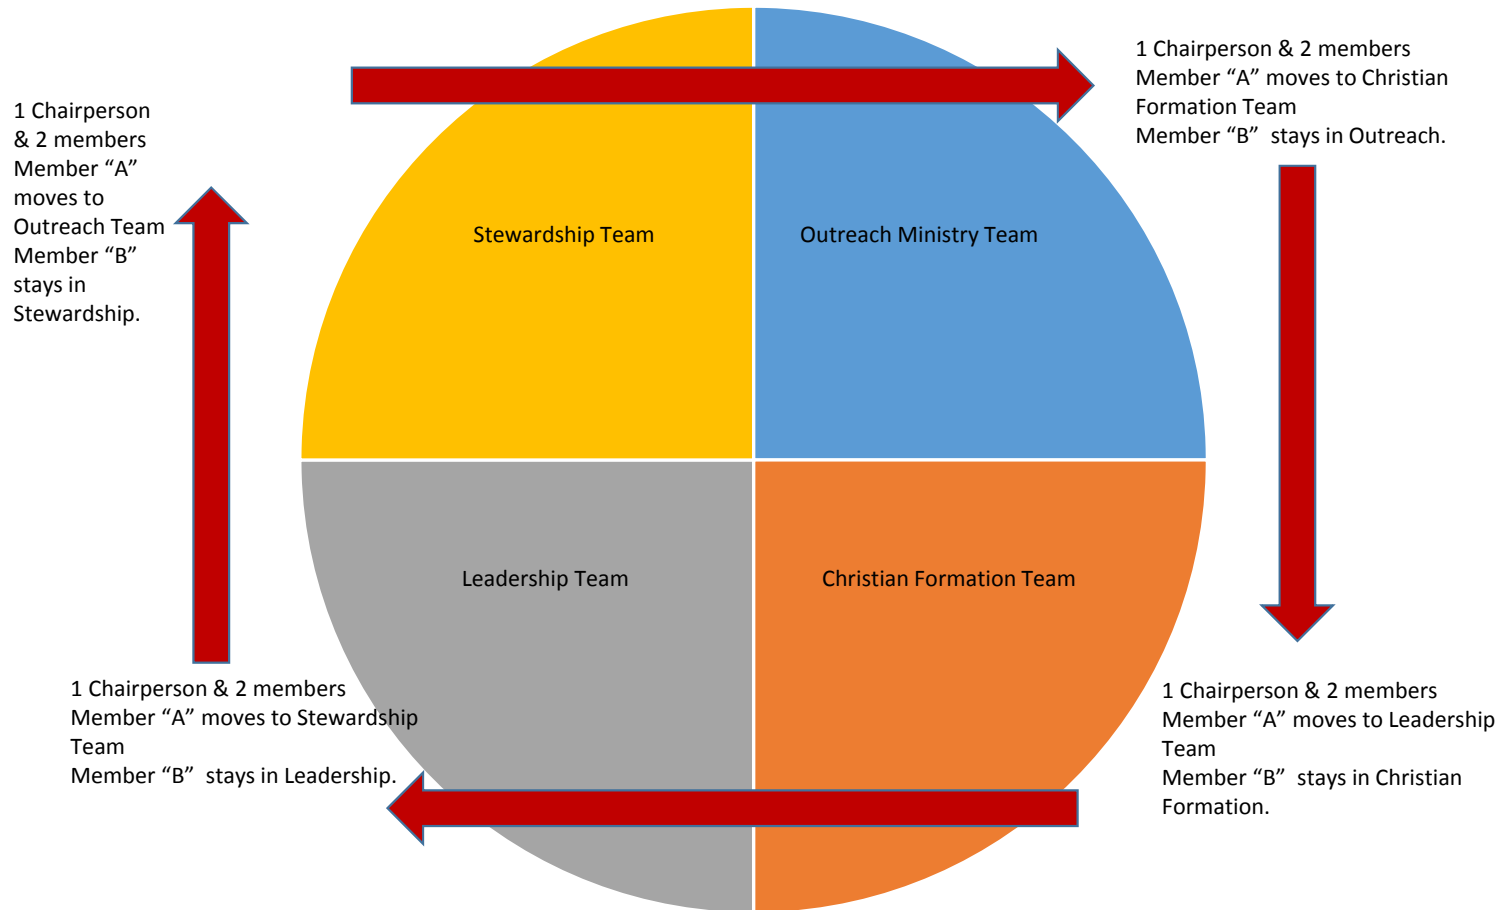 1 Chairperson
& 2 members
Member “A”
moves to
Outreach Team
Member “B”
stays in
Stewardship.
1 Chairperson & 2 members
Member “A” moves to Christian
Formation Team
Member “B”  stays in Outreach.
Stewardship Team
Outreach Ministry Team
Leadership Team
Christian Formation Team
1 Chairperson & 2 members
Member “A” moves to Stewardship
Team
Member “B”  stays in Leadership.
1 Chairperson & 2 members
Member “A” moves to Leadership
Team
Member “B”  stays in Christian
Formation.